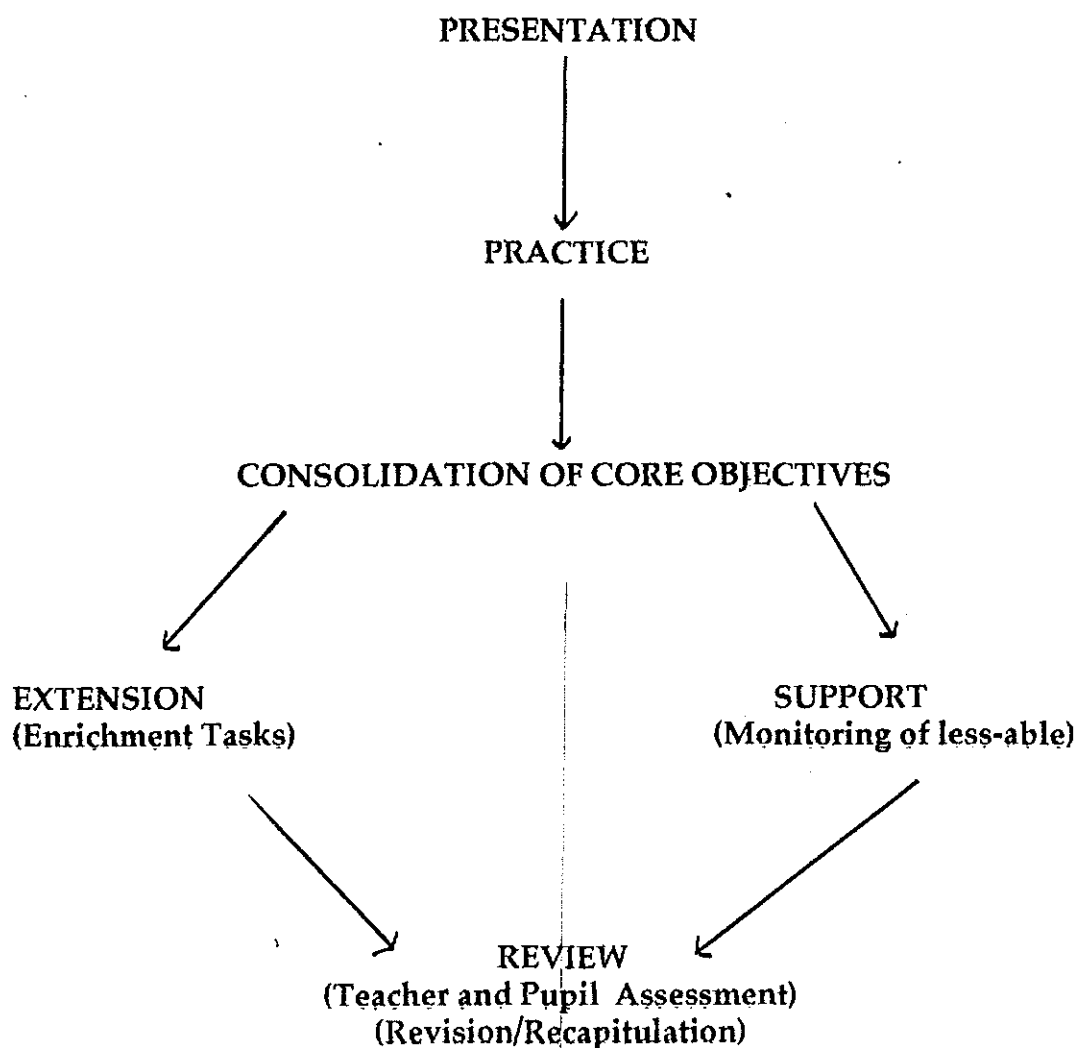 PRESENTATION
PRACTICE
CONSOLIDATION OF CORE OBJECTIVES
EXTENSION
(Enrichment Tasks)
SUPPORT
(Monitoring of less-able)
REVIEW
(Teacher and Pupil Assessment)
(Revision/Recapitulation)